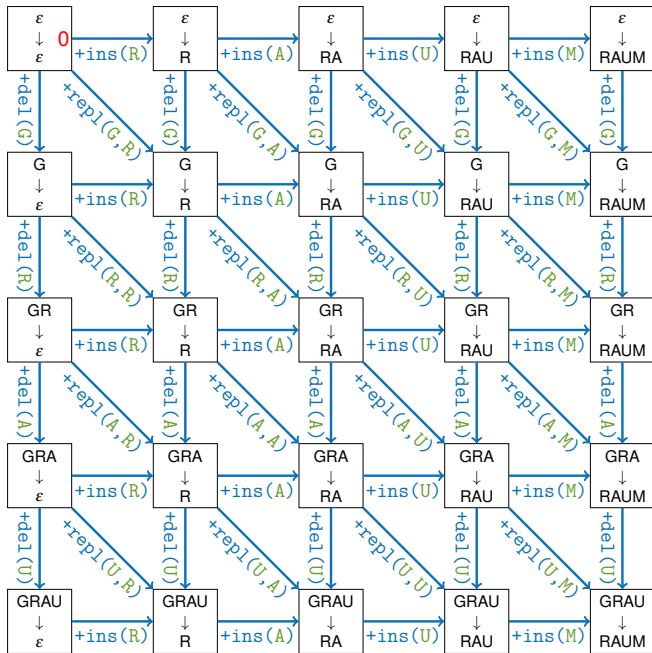 ε ε ε ε ε
↓ 0 ↓ ↓ ↓ ↓
ε R RA RAU RAUM
+ins(R) +ins(A) +ins(U) +ins(M)
+del(G) +repl(G,R) +del(G) +repl(G,A) +del(G) +repl(G,U) +del(G) +repl(G,M) +del(G)
G G G G G
↓ ↓ ↓ ↓ ↓
ε R RA RAU RAUM
+ins(R) +ins(A) +ins(U) +ins(M)
+del(R) +repl(R,R) +del(R) +repl(R,A) +del(R) +repl(R,U) +del(R) +repl(R,M) +del(R)
GR GR GR GR GR
↓ ↓ ↓ ↓ ↓
ε R RA RAU RAUM
+ins(R) +ins(A) +ins(U) +ins(M)
+del(A) +repl(A,R) +del(A) +repl(A,A) +del(A) +repl(A,U) +del(A) +repl(A,M) +del(A)
GRA GRA GRA GRA GRA
↓ ↓ ↓ ↓ ↓
ε R RA RAU RAUM
+ins(R) +ins(A) +ins(U) +ins(M)
+del(U) +repl(U,R) +del(U) +repl(U,A) +del(U) +repl(U,U) +del(U) +repl(U,M) +del(U)
GRAU GRAU GRAU GRAU GRAU
↓ ↓ ↓ ↓ ↓
ε R RA RAU RAUM
+ins(R) +ins(A) +ins(U) +ins(M)